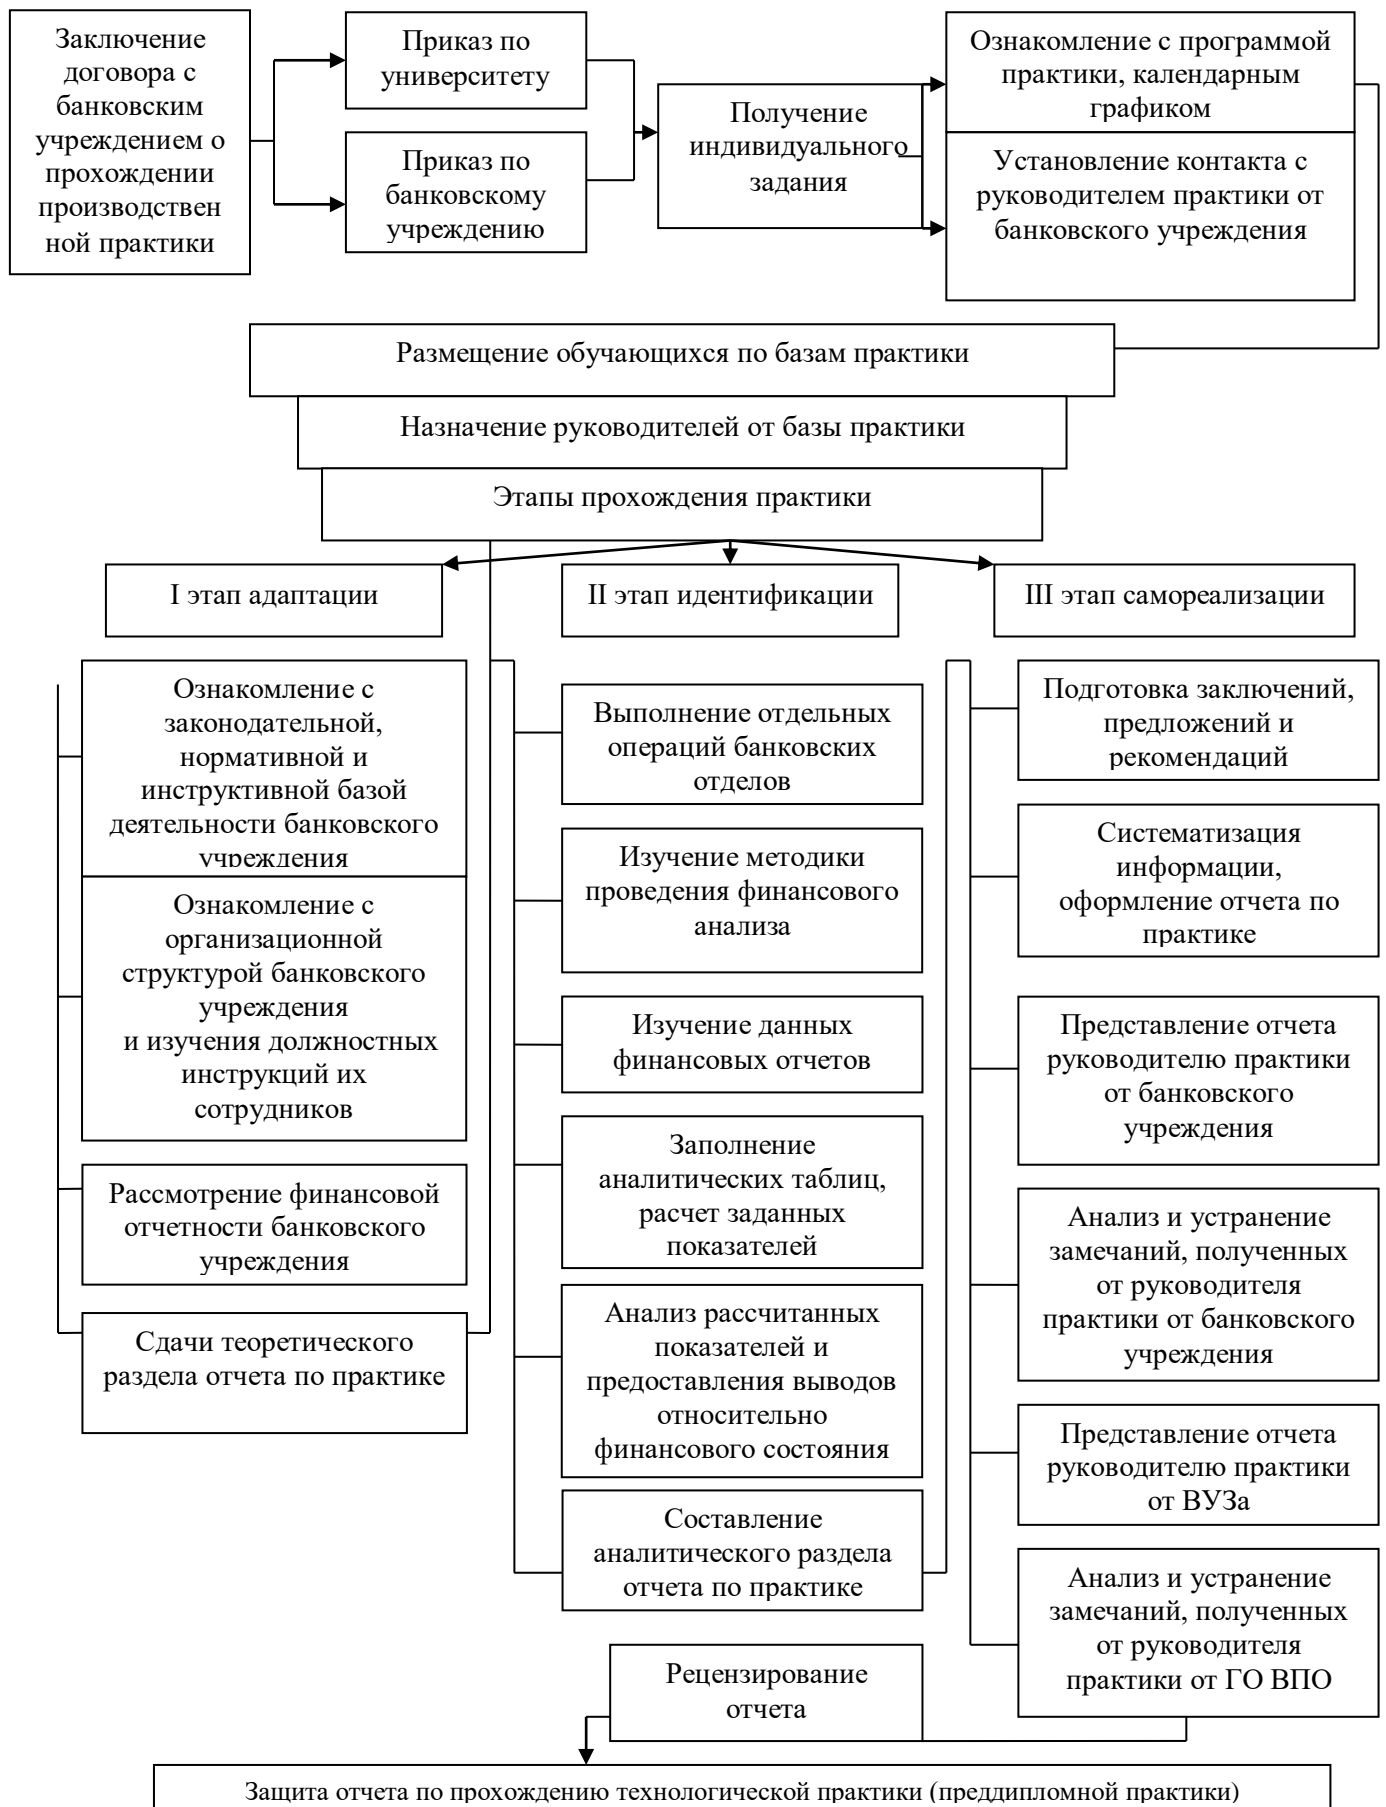 Заключение
договора с
банковским
учреждением о
прохождении
производствен
ной практики
Приказ по
университету
Приказ по
банковскому
учреждению
Получение
индивидуального
задания
Ознакомление с программой
практики, календарным
графиком
Установление контакта с
руководителем практики от
банковского учреждения
Размещение обучающихся по базам практики
Назначение руководителей от базы практики
Этапы прохождения практики
I этап адаптации
II этап идентификации
III этап самореализации
Ознакомление с
законодательной,
нормативной и
инструктивной базой
деятельности банковского
учреждения
Ознакомление с
организационной
структурой банковского
учреждения
и изучения должностных
инструкций их
сотрудников
Рассмотрение финансовой
отчетности банковского
учреждения
Сдачи теоретического
раздела отчета по практике
Выполнение отдельных
операций банковских
отделов
Изучение методики
проведения финансового
анализа
Изучение данных
финансовых отчетов
Заполнение
аналитических таблиц,
расчет заданных
показателей
Анализ рассчитанных
показателей и
предоставления выводов
относительно
финансового состояния
Составление
аналитического раздела
отчета по практике
Подготовка заключений,
предложений и
рекомендаций
Систематизация
информации,
оформление отчета по
практике
Представление отчета
руководителю практики
от банковского
учреждения
Анализ и устранение
замечаний, полученных
от руководителя
практики от банковского
учреждения
Представление отчета
руководителю практики
от ВУЗа
Анализ и устранение
замечаний, полученных
от руководителя
практики от ГО ВПО
Рецензирование
отчета
Защита отчета по прохождению технологической практики (преддипломной практики)